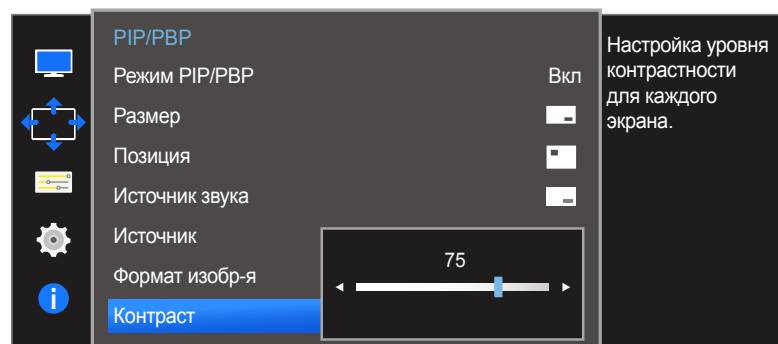 PIP/PBP
Режим PIP/PBP Вкл
Размер
Позиция
Источник звука
Источник
Формат изобр-я
Контраст
75
Настройка уровня
контрастности
для каждого
экрана.